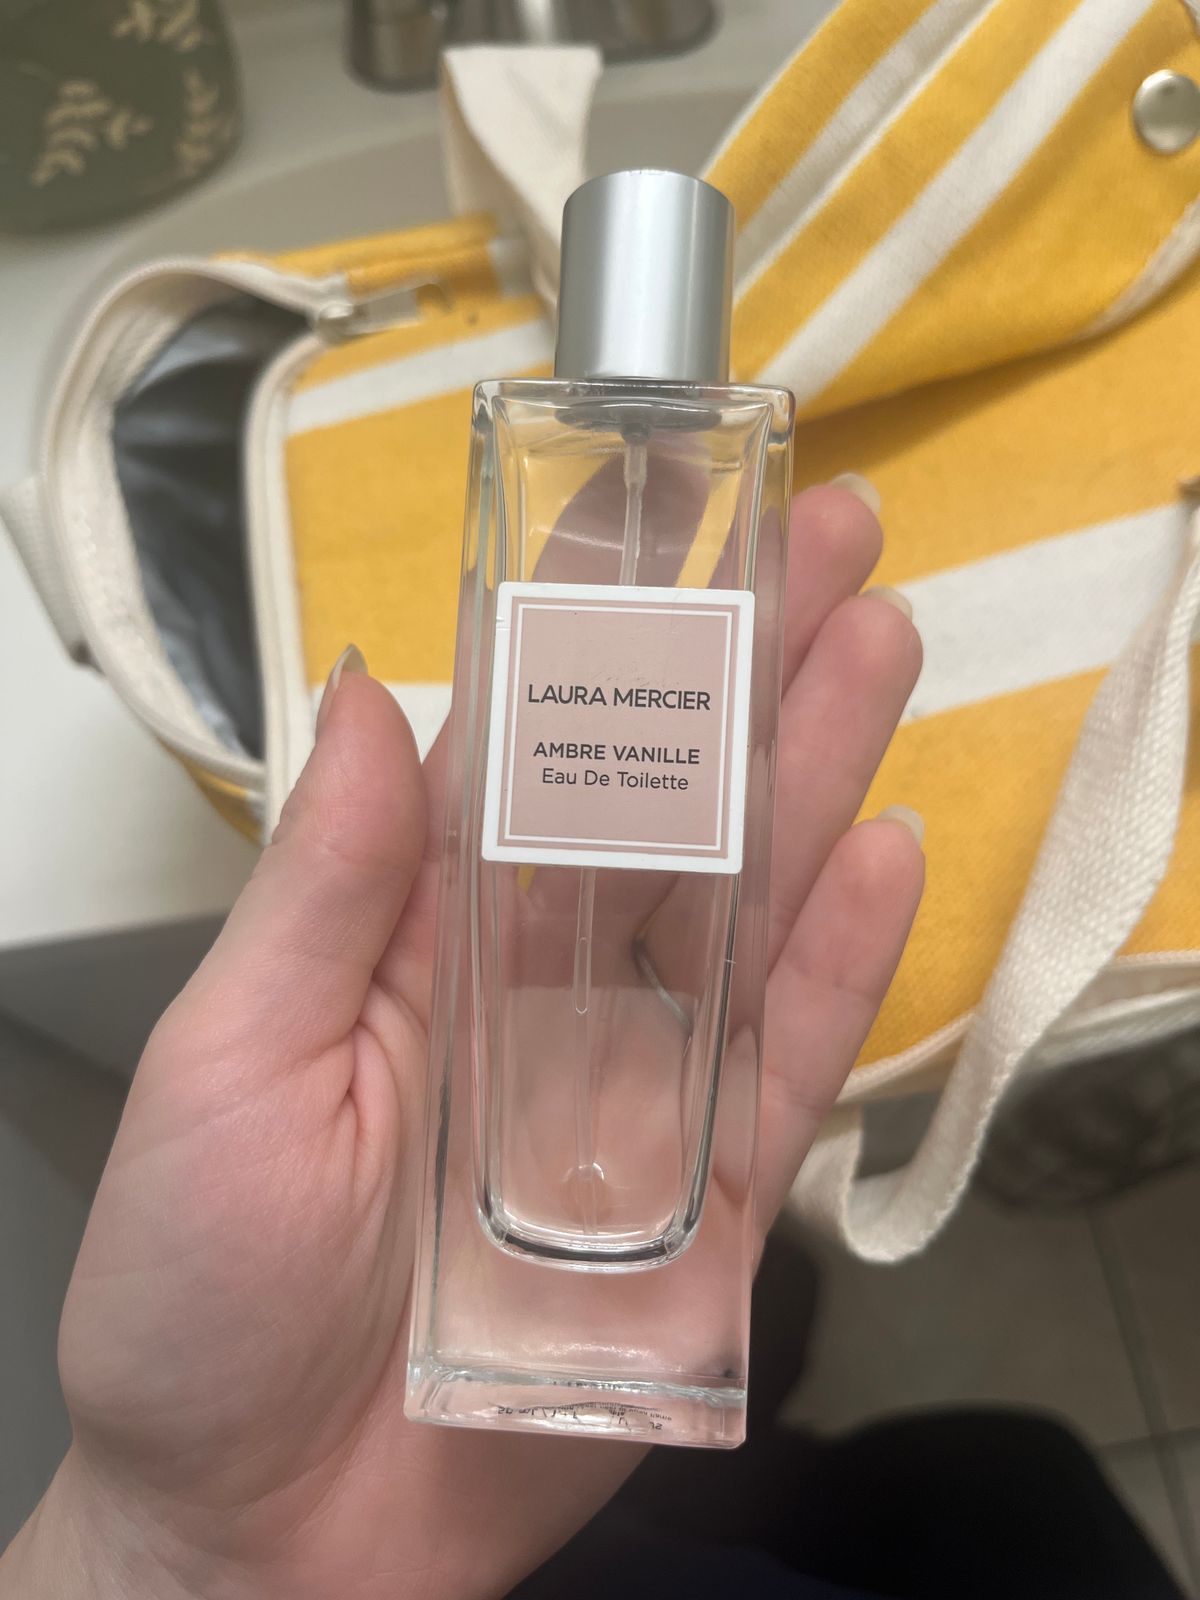 LAURA MERCIER
AMBRE VANILLE
Eau De Toilette